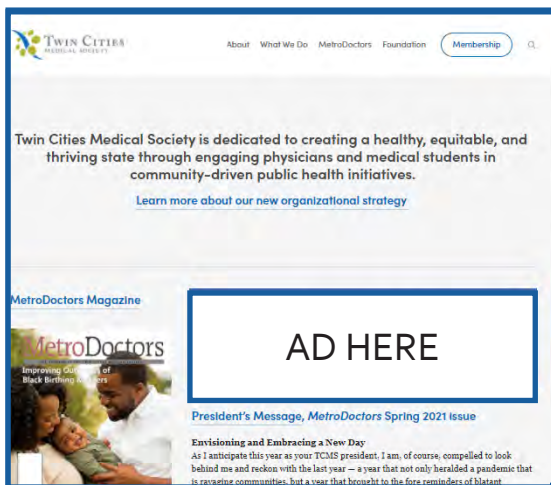 TWIN CITIES
MEDICAL SOCIETY
About What We Do MetroDoctors Foundation Membership
Twin Cities Medical Society is dedicated to creating a healthy, equitable, and
thriving state through engaging physicians and medical students in
community-driven public health initiatives.
Learn more about our new organizational strategy
MetroDoctors Magazine
MetroDoctors
Improving Outcomes of
Black Birthing
AD HERE
President's Message, MetroDoctors Spring 2021 Issue
Envisioning and Embracing a New Day
As I anticipate this year as your TCMS president, I am, of course, compelled to look
behind me and reckon with the last year — a year that not only heralded a pandemic that
is ravaging communities, but a year that brought to the fore reminders of blatant